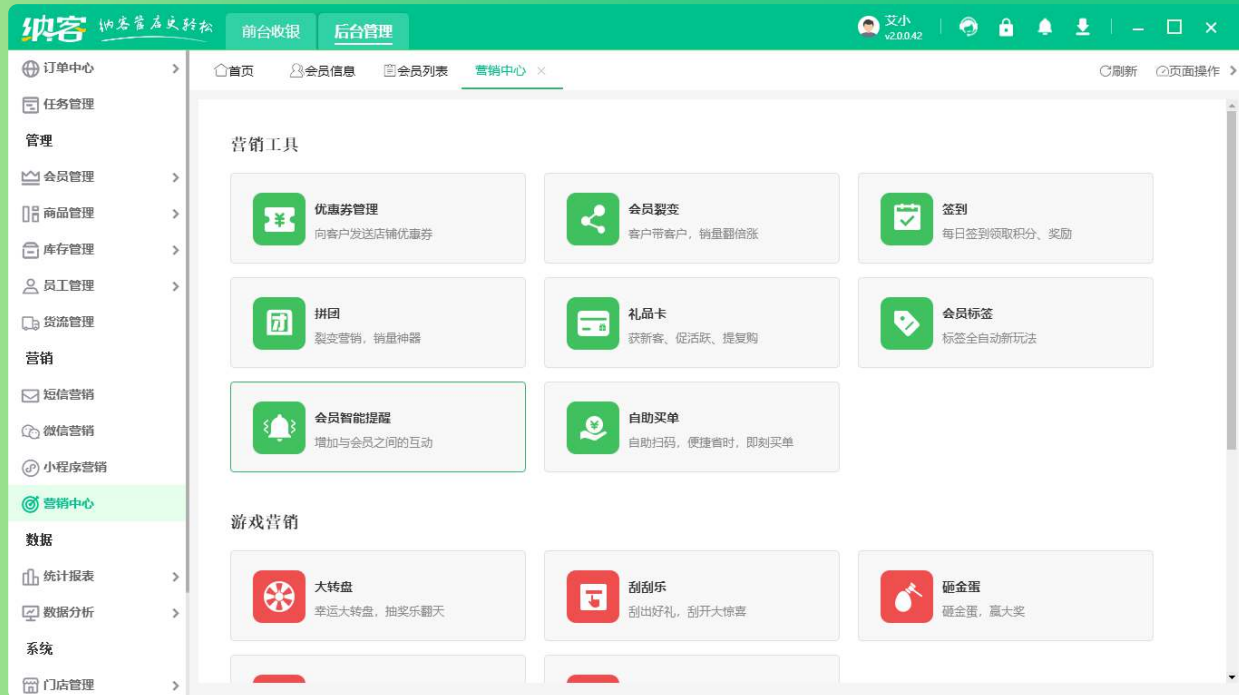 纳客 纳客管店更轻松 前台收银 后台管理 艾小
v2.0.0.42
订单中心
任务管理
管理
会员管理
商品管理
库存管理
员工管理
货流管理
营销
短信营销
微信营销
小程序营销
营销中心
数据
统计报表
数据分析
系统
门店管理
首页 会员信息 会员列表 营销中心 × 刷新 页面操作
营销工具
优惠券管理
向客户发送店铺优惠券
会员裂变
客户带客户，销量翻倍涨
签到
每日签到领取积分、奖励
拼团
裂变营销，销量神器
礼品卡
获新客、促活跃、提复购
会员标签
标签全自动新玩法
会员智能提醒
增加与会员之间的互动
自助买单
自助扫码，便捷省时，即刻买单
游戏营销
大转盘
幸运大转盘，抽奖乐翻天
刮刮乐
刮出好礼，刮开大惊喜
砸金蛋
砸金蛋，赢大奖